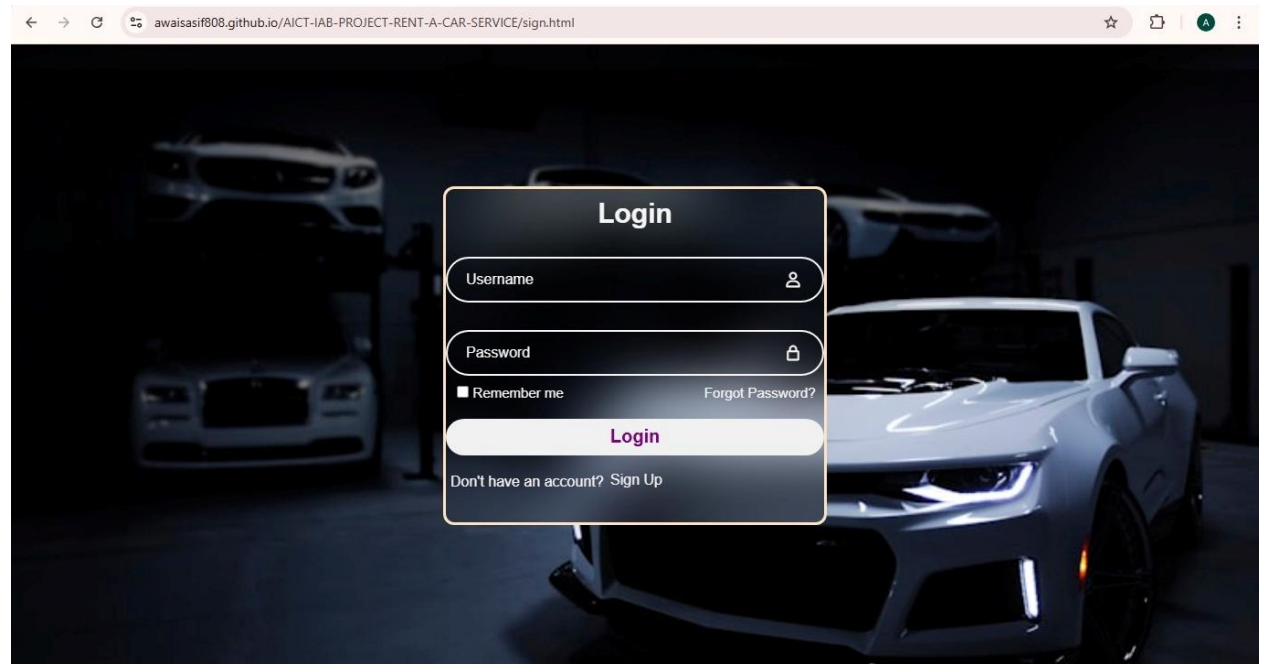 awaisasif808.github.io/AICT-IAB-PROJECT-RENT-A-CAR-SERVICE/sign.html
A
Login
Username
Password
Remember me Forgot Password?
Login
Don't have an account? Sign Up